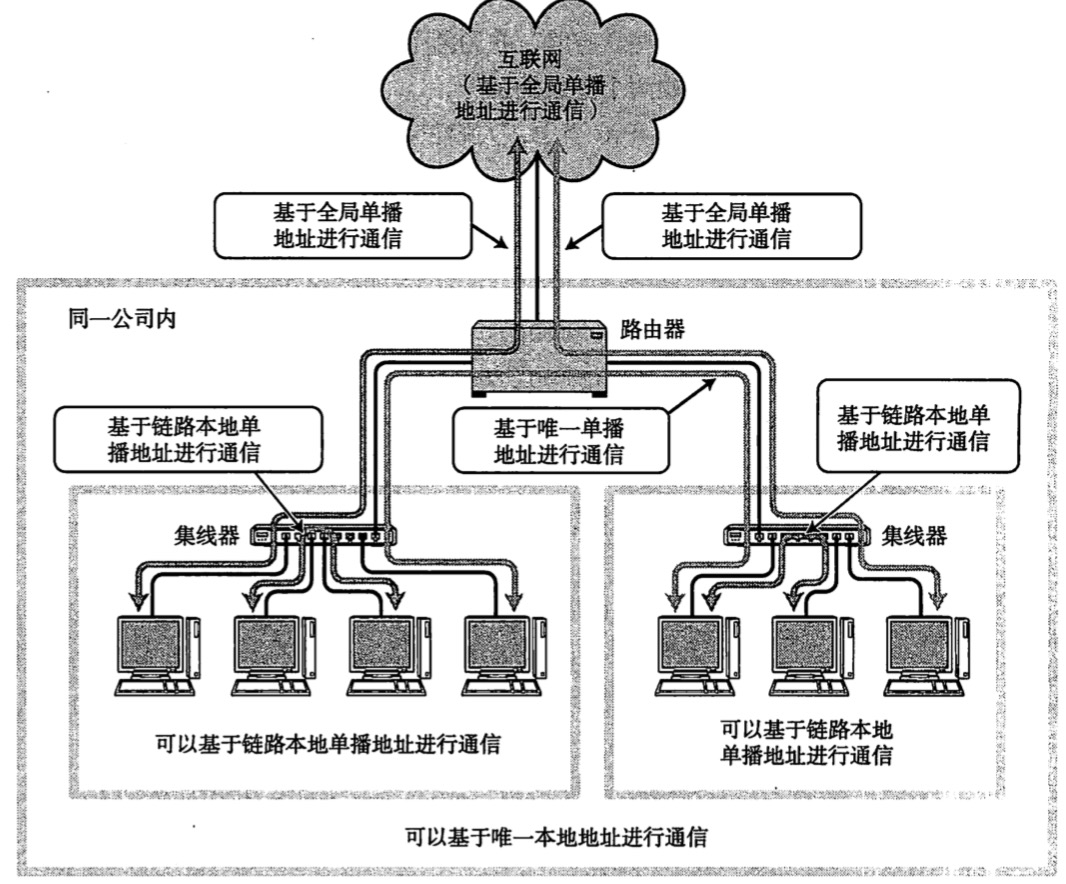 互联网
（基于全局单播
地址进行通信）
基于全局单播
地址进行通信
基于全局单播
地址进行通信
同一公司内
路由器
基于链路本地单
播地址进行通信
基于唯一单播
地址进行通信
基于链路本地单
播地址进行通信
集线器
集线器
可以基于链路本地单播地址进行通信
可以基于链路本地
单播地址进行通信
可以基于唯一本地地址进行通信